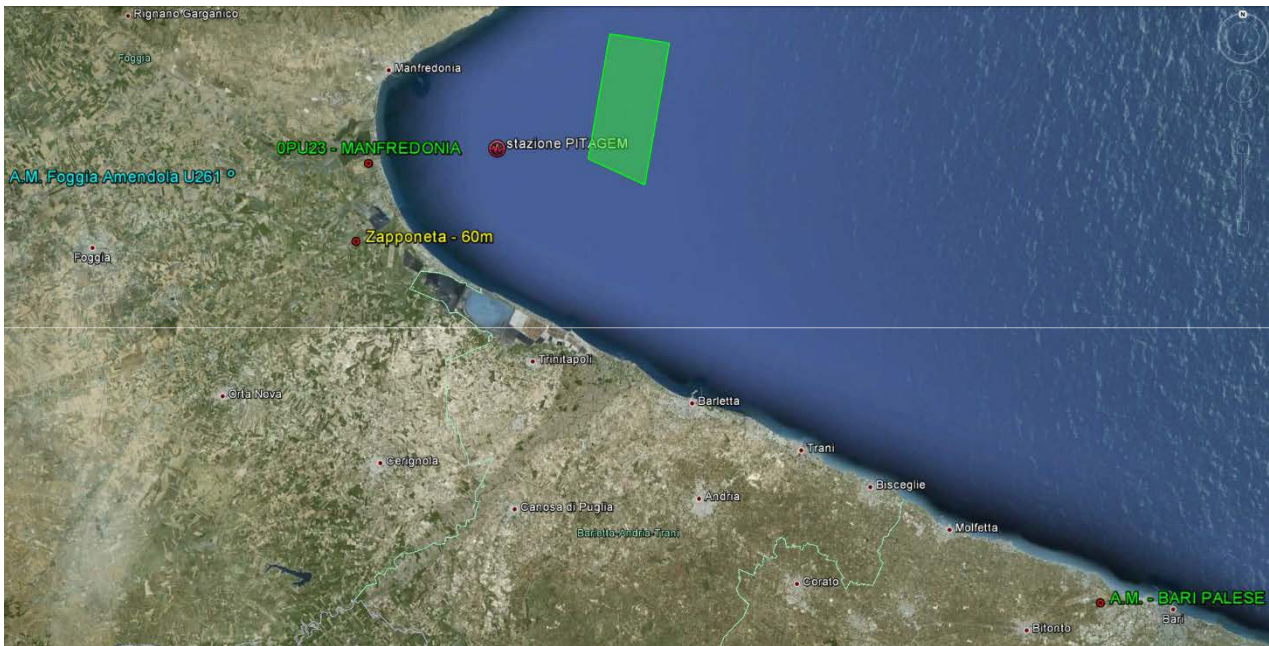 N
Rignano Garganico
Foggia
Manfredonia
0PU23 - MANFREDONIA
stazione PITAGEM
A.M. Foggia Amendola U261
Zapponeta - 60m
Foggia
Trinitapoli
Orta Nova
Barletta
Trani
Cerignola
Bisceglie
Andria
Canosa di Puglia
Barletta-Andria-Trani
Molfetta
Corato
A.M. - BARI PALESE
Bari
Bitonto